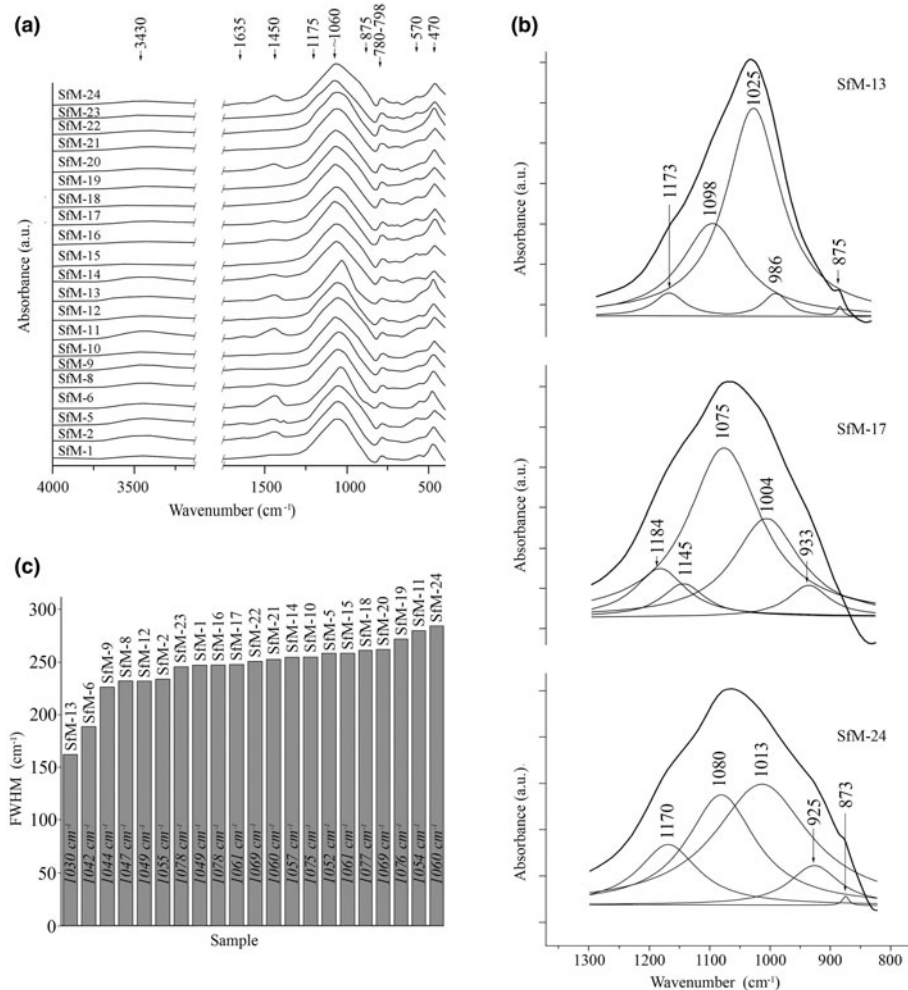 (a)
3430
1635
1450
1175
~1060
875
780-798
570
470
SfM-24
SfM-23
SfM-22
SfM-21
SfM-20
SfM-19
SfM-18
SfM-17
SfM-16
SfM-15
SfM-14
SfM-13
SfM-12
SfM-11
SfM-10
SfM-9
SfM-8
SfM-6
SfM-5
SfM-2
SfM-1
Absorbance (a.u.)
4000 3500 1500 1000 500
Wavenumber (cm⁻¹)
(b)
SfM-13
1173
1098
1025
986
875
Absorbance (a.u.)
SfM-17
1184
1145
1075
1004
933
Absorbance (a.u.)
SfM-24
1170
1080
1013
925
873
Absorbance (a.u.)
1300 1200 1100 1000 900 800
Wavenumber (cm⁻¹)
(c)
300
250
200
150
100
50
0
FWHM (cm⁻¹)
SfM-13
SfM-6
SfM-9
SfM-8
SfM-12
SfM-2
SfM-23
SfM-1
SfM-16
SfM-17
SfM-22
SfM-21
SfM-14
SfM-10
SfM-5
SfM-15
SfM-18
SfM-20
SfM-19
SfM-11
SfM-24
1030 cm⁻¹
1042 cm⁻¹
1044 cm⁻¹
1047 cm⁻¹
1049 cm⁻¹
1055 cm⁻¹
1078 cm⁻¹
1049 cm⁻¹
1078 cm⁻¹
1061 cm⁻¹
1069 cm⁻¹
1060 cm⁻¹
1057 cm⁻¹
1075 cm⁻¹
1052 cm⁻¹
1061 cm⁻¹
1077 cm⁻¹
1069 cm⁻¹
1076 cm⁻¹
1054 cm⁻¹
1060 cm⁻¹
Sample